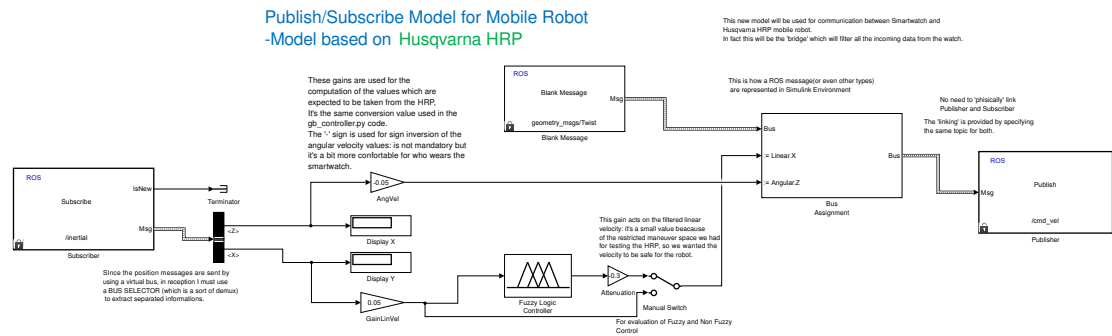 Publish/Subscribe Model for Mobile Robot
-Model based on Husqvarna HRP
This new model will be used for communication between Smartwatch and
Husqvarna HRP mobile robot.
In fact this will be the 'bridge' which will filter all the incoming data from the watch.
These gains are used for the
computation of the values which are
expected to be taken from the HRP,
It's the same conversion value used in the
gb_controller.py code.
The '-' sign is used for sign inversion of the
angular velocity values: is not mandatory but
it's a bit more confortable for who wears the
smartwatch.
ROS
Blank Message
Msg
geometry_msgs/Twist
Blank Message
This is how a ROS message(or even other types)
are represented in Simulink Environment
No need to 'phisically' link
Publisher and Subscriber
The 'linking' is provided by specifying
the same topic for both.
Bus
:= Linear.X
:= Angular.Z
Bus
Bus
Assignment
ROS
Msg
Publish
/cmd_vel
Publisher
ROS
Subscribe
/inertial
IsNew
Msg
Subscriber
Terminator
<Z>
<X>
-0.05
AngVel
Display X
Display Y
0.05
GainLinVel
SInce the position messages are sent by
using a virtual bus, in reception I must use
a BUS SELECTOR (which is a sort of demux)
to extract separated informations.
Fuzzy Logic
Controller
This gain acts on the filtered linear
velocity: it's a small value beacause
of the restricted maneuver space we had
for testing the HRP, so we wanted the
velocity to be safe for the robot.
-0.3
Attenuation
Manual Switch
For evaluation of Fuzzy and Non Fuzzy
Control